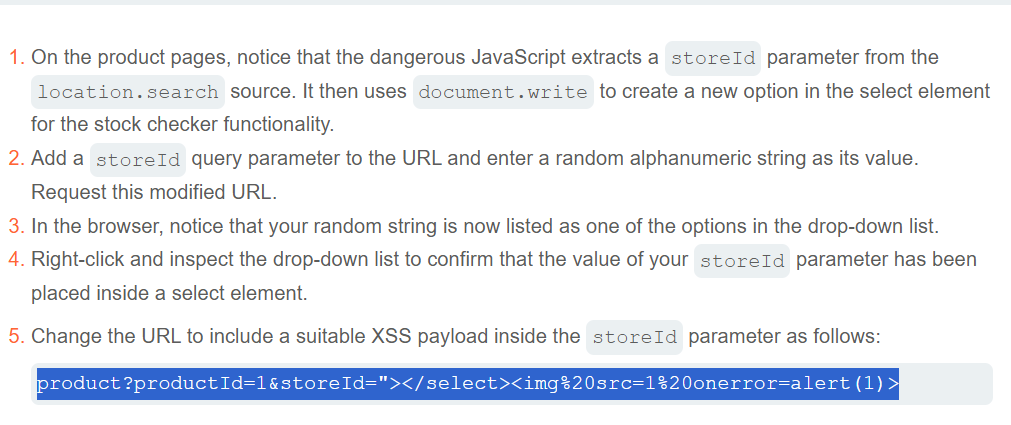 1. On the product pages, notice that the dangerous JavaScript extracts a storeId parameter from the
location.search source. It then uses document.write to create a new option in the select element
for the stock checker functionality.
2. Add a storeId query parameter to the URL and enter a random alphanumeric string as its value.
Request this modified URL.
3. In the browser, notice that your random string is now listed as one of the options in the drop-down list.
4. Right-click and inspect the drop-down list to confirm that the value of your storeId parameter has been
placed inside a select element.
5. Change the URL to include a suitable XSS payload inside the storeId parameter as follows:
product?productId=1&storeId="></select><img%20src=1%20onerror=alert(1)>